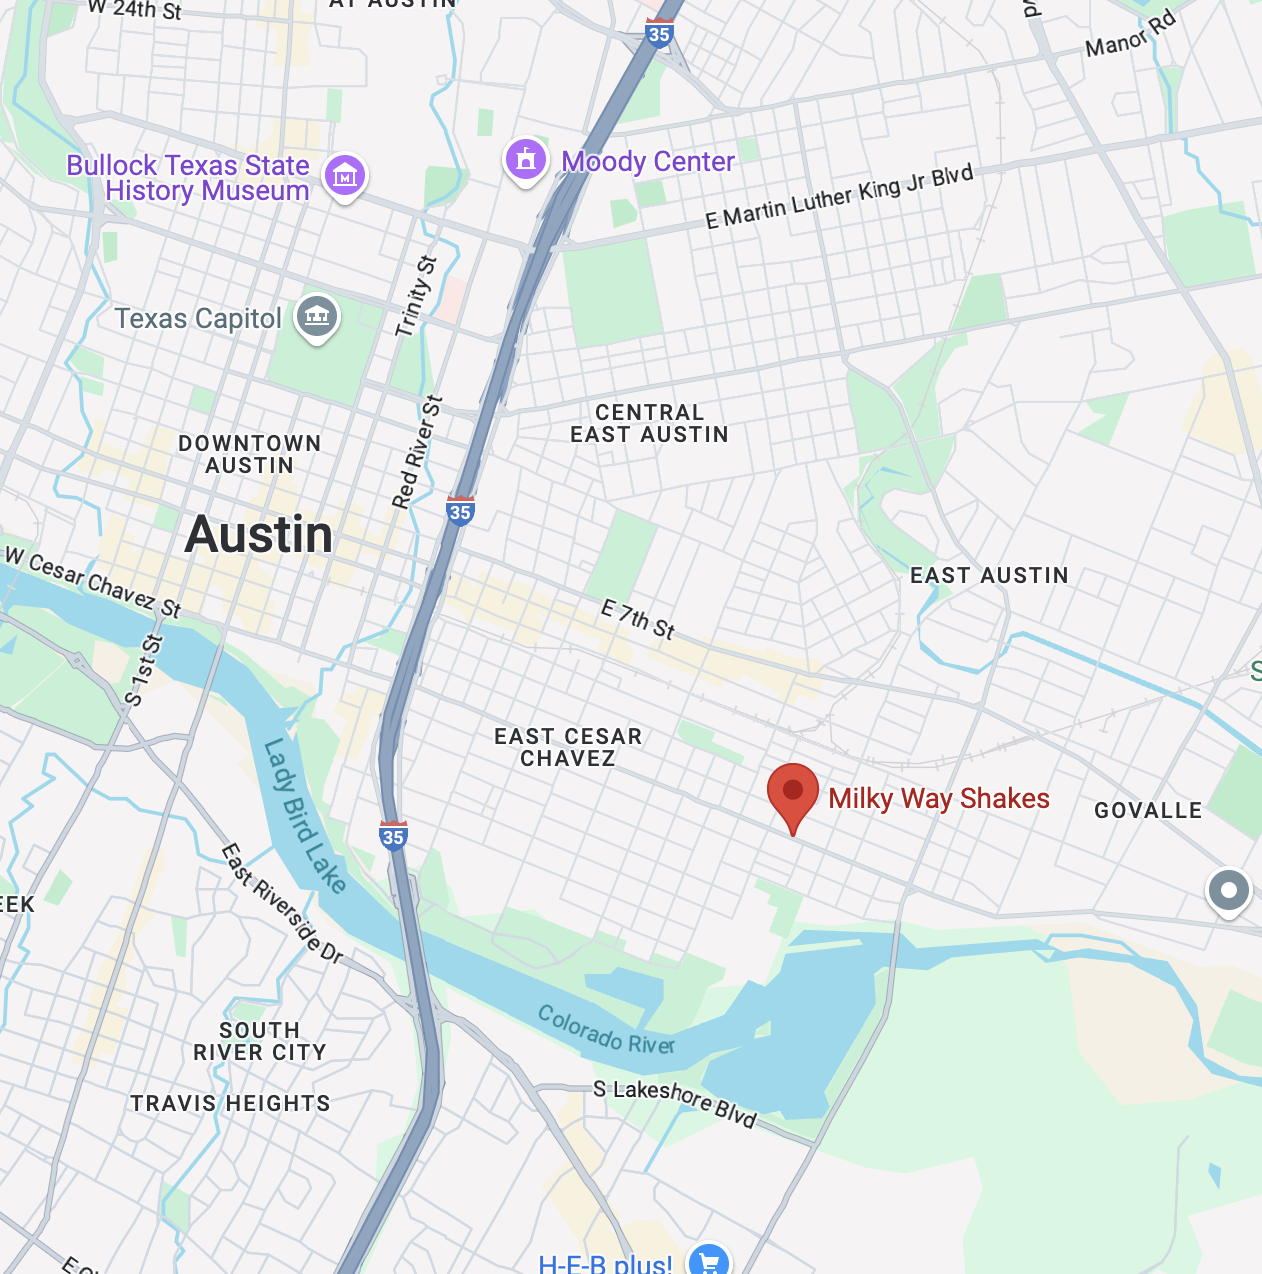 AT AUSTIN
W 24th St
35
Manor Rd
Bullock Texas State
History Museum
Moody Center
E Martin Luther King Jr Blvd
Trinity St
Texas Capitol
CENTRAL
EAST AUSTIN
DOWNTOWN
AUSTIN
Red River St
35
Austin
W Cesar Chavez St
EAST AUSTIN
E 7th St
S 1st St
S
EAST CESAR
CHAVEZ
Lady Bird Lake
Milky Way Shakes
GOVALLE
35
East Riverside Dr
EEK
Colorado River
SOUTH
RIVER CITY
S Lakeshore Blvd
TRAVIS HEIGHTS
H-E-B plus!